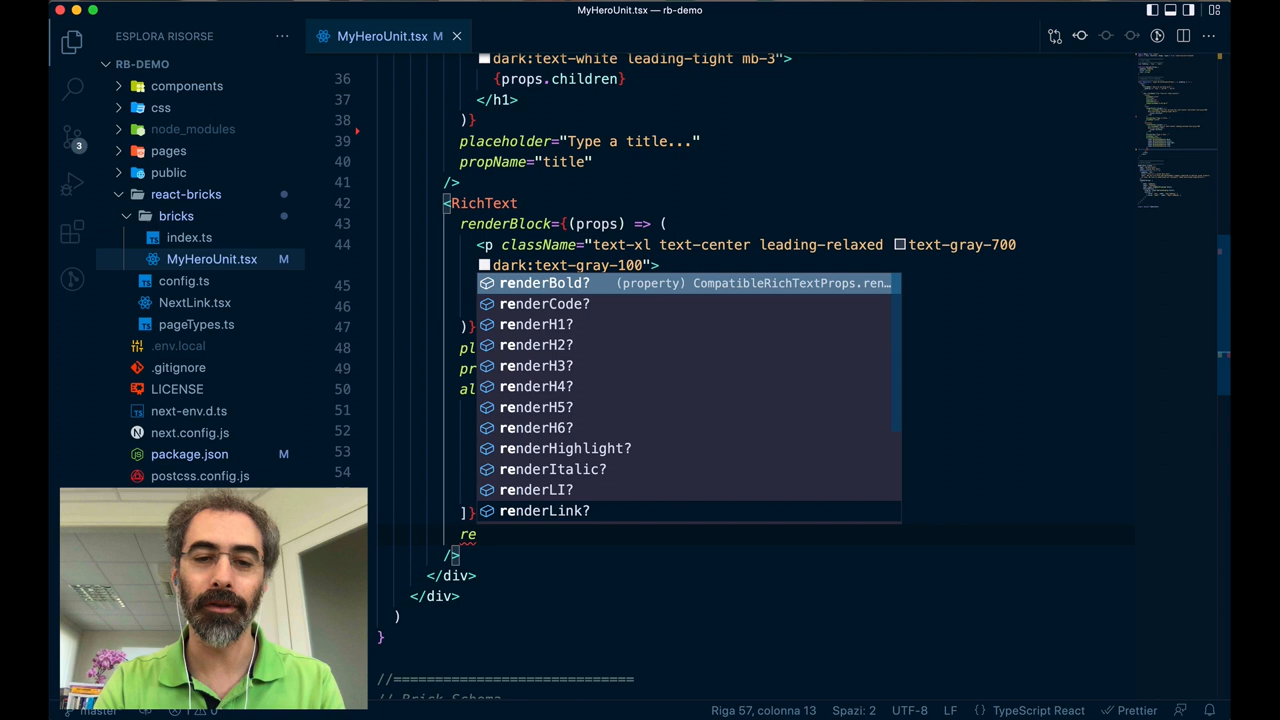 MyHeroUnit.tsx — rb-demo
ESPLORA RISORSE
MyHeroUnit.tsx M
RB-DEMO
components
css
node_modules
pages
public
react-bricks
bricks
index.ts
MyHeroUnit.tsx M
config.ts
NextLink.tsx
pageTypes.ts
.env.local
.gitignore
LICENSE
next-env.d.ts
next.config.js
package.json M
postcss.config.js
3
dark:text-white leading-tight mb-3">
36 {props.children}
37 </h1>
38 )}
39 placeholder="Type a title..."
40 propName="title"
41 />
42 <RichText
43 renderBlock={(props) => (
44 <p className="text-xl text-center leading-relaxed text-gray-700
dark:text-gray-100">
45
46
47 )}
48 pl
49 pr
50 al
51
52
53
54
renderBold? (property) CompatibleRichTextProps.ren…
renderCode?
renderH1?
renderH2?
renderH3?
renderH4?
renderH5?
renderH6?
renderHighlight?
renderItalic?
renderLI?
renderLink?
]}
re
/>
</div>
</div>
)
}
//============================
// Brick Schema
master
Riga 57, colonna 13 Spazi: 2 UTF-8 LF {} TypeScript React Prettier